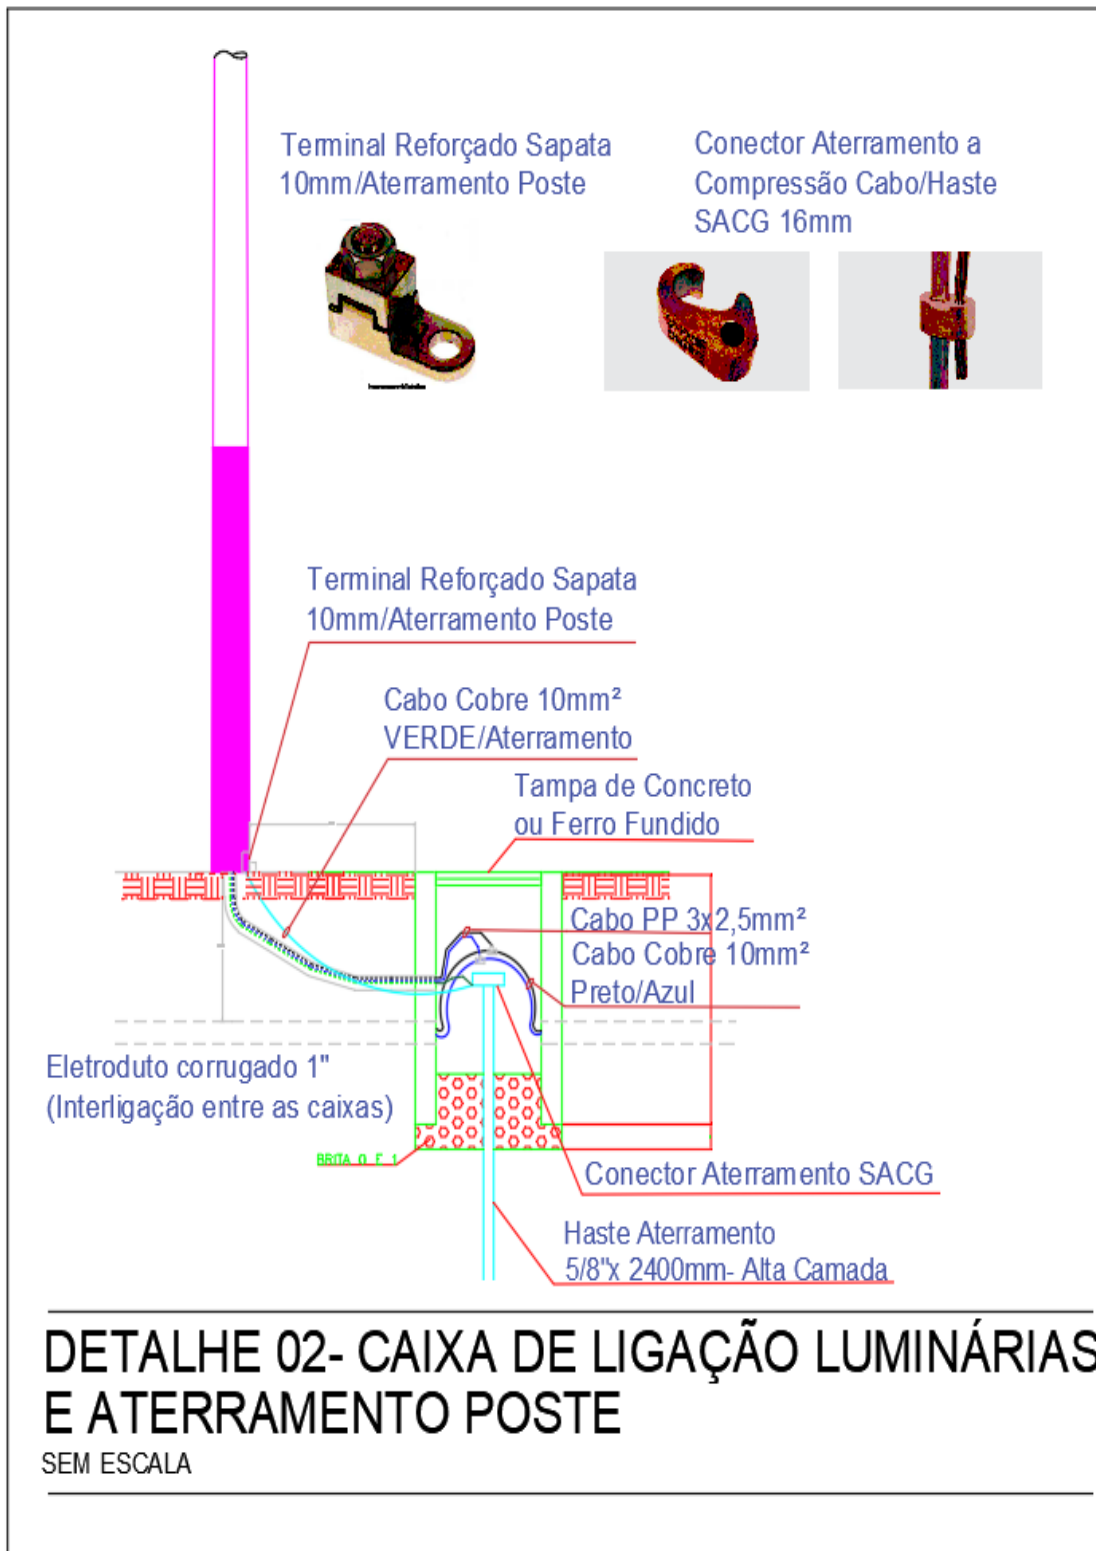 Terminal Reforçado Sapata
10mm/Aterramento Poste
Conector Aterramento a
Compressão Cabo/Haste
SACG 16mm
Terminal Reforçado Sapata
10mm/Aterramento Poste
Cabo Cobre 10mm²
VERDE/Aterramento
Tampa de Concreto
ou Ferro Fundido
Cabo PP 3x2,5mm²
Cabo Cobre 10mm²
Preto/Azul
Eletroduto corrugado 1"
(Interligação entre as caixas)
BRITA 0 E 1
Conector Aterramento SACG
Haste Aterramento
5/8"x 2400mm- Alta Camada
DETALHE 02- CAIXA DE LIGAÇÃO LUMINÁRIAS
E ATERRAMENTO POSTE
SEM ESCALA